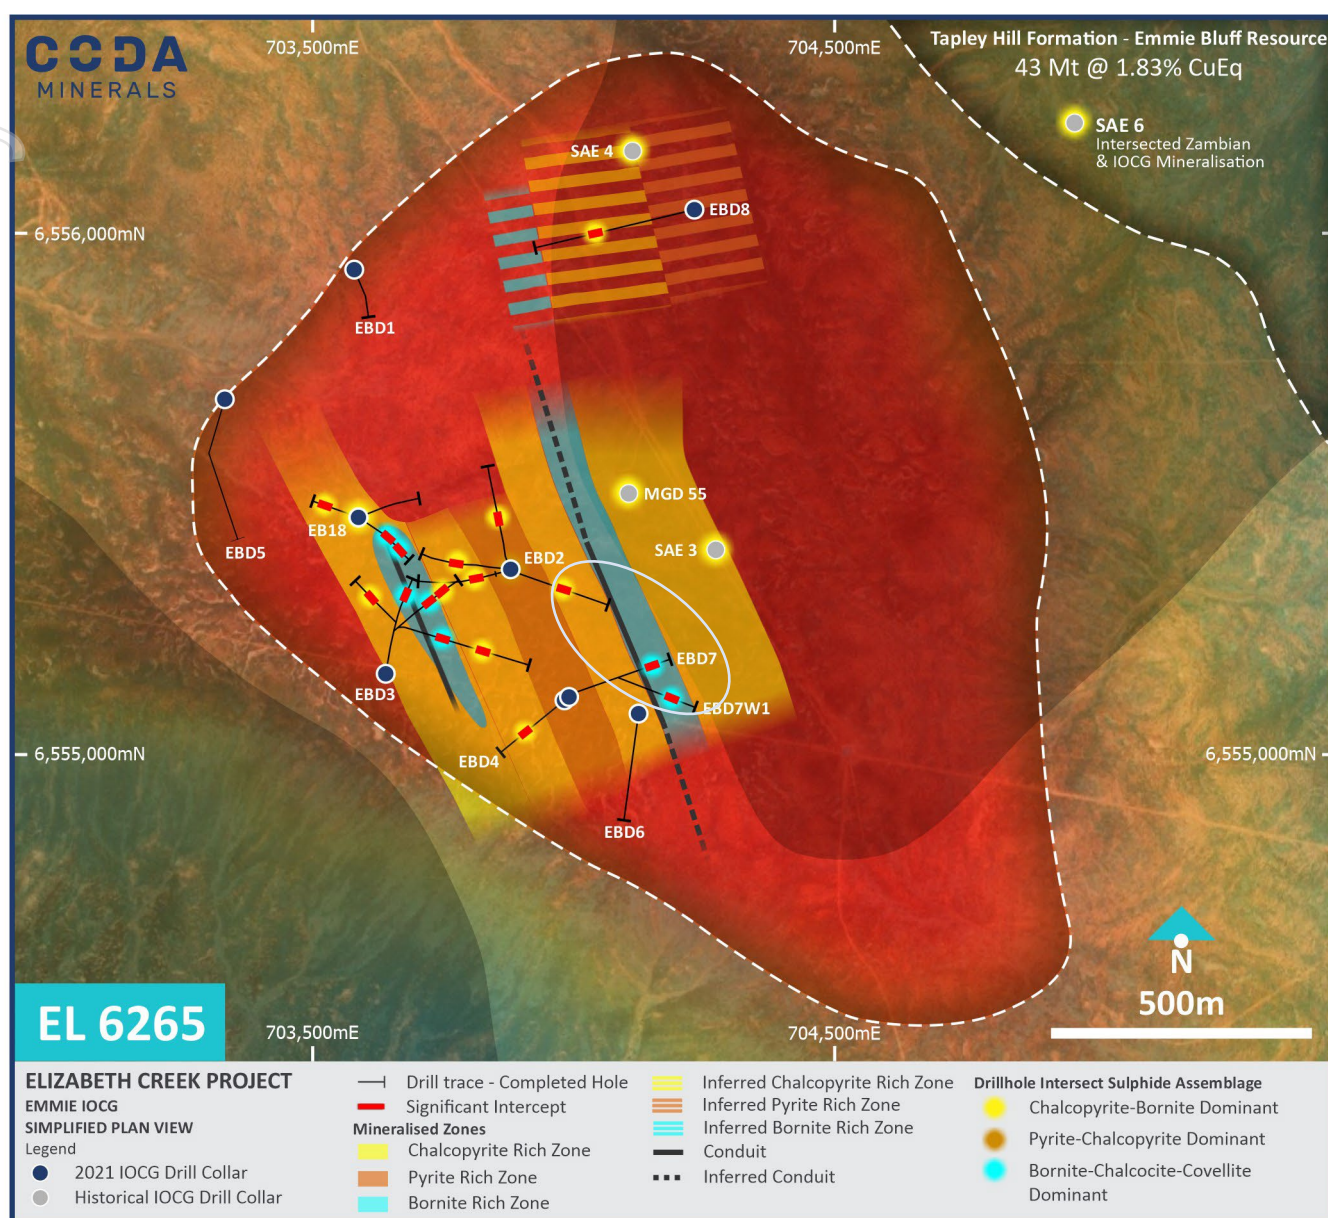 CODA
MINERALS
703,500mE
704,500mE
Tapley Hill Formation - Emmie Bluff Resource
43 Mt @ 1.83% CuEq
SAE 6
Intersected Zambian
& IOCG Mineralisation
SAE 4
EBD8
6,556,000mN
EBD1
MGD 55
EB18
EBD5
EBD2
SAE 3
EBD7
EBD3
EBD7W1
EBD4
6,555,000mN
6,555,000mN
EBD6
N
500m
EL 6265
703,500mE
704,500mE
ELIZABETH CREEK PROJECT
EMMIE IOCG
SIMPLIFIED PLAN VIEW
Legend
2021 IOCG Drill Collar
Historical IOCG Drill Collar
Drill trace - Completed Hole
Significant Intercept
Mineralised Zones
Chalcopyrite Rich Zone
Pyrite Rich Zone
Bornite Rich Zone
Inferred Chalcopyrite Rich Zone
Inferred Pyrite Rich Zone
Inferred Bornite Rich Zone
Conduit
Inferred Conduit
Drillhole Intersect Sulphide Assemblage
Chalcopyrite-Bornite Dominant
Pyrite-Chalcopyrite Dominant
Bornite-Chalcocite-Covellite
Dominant